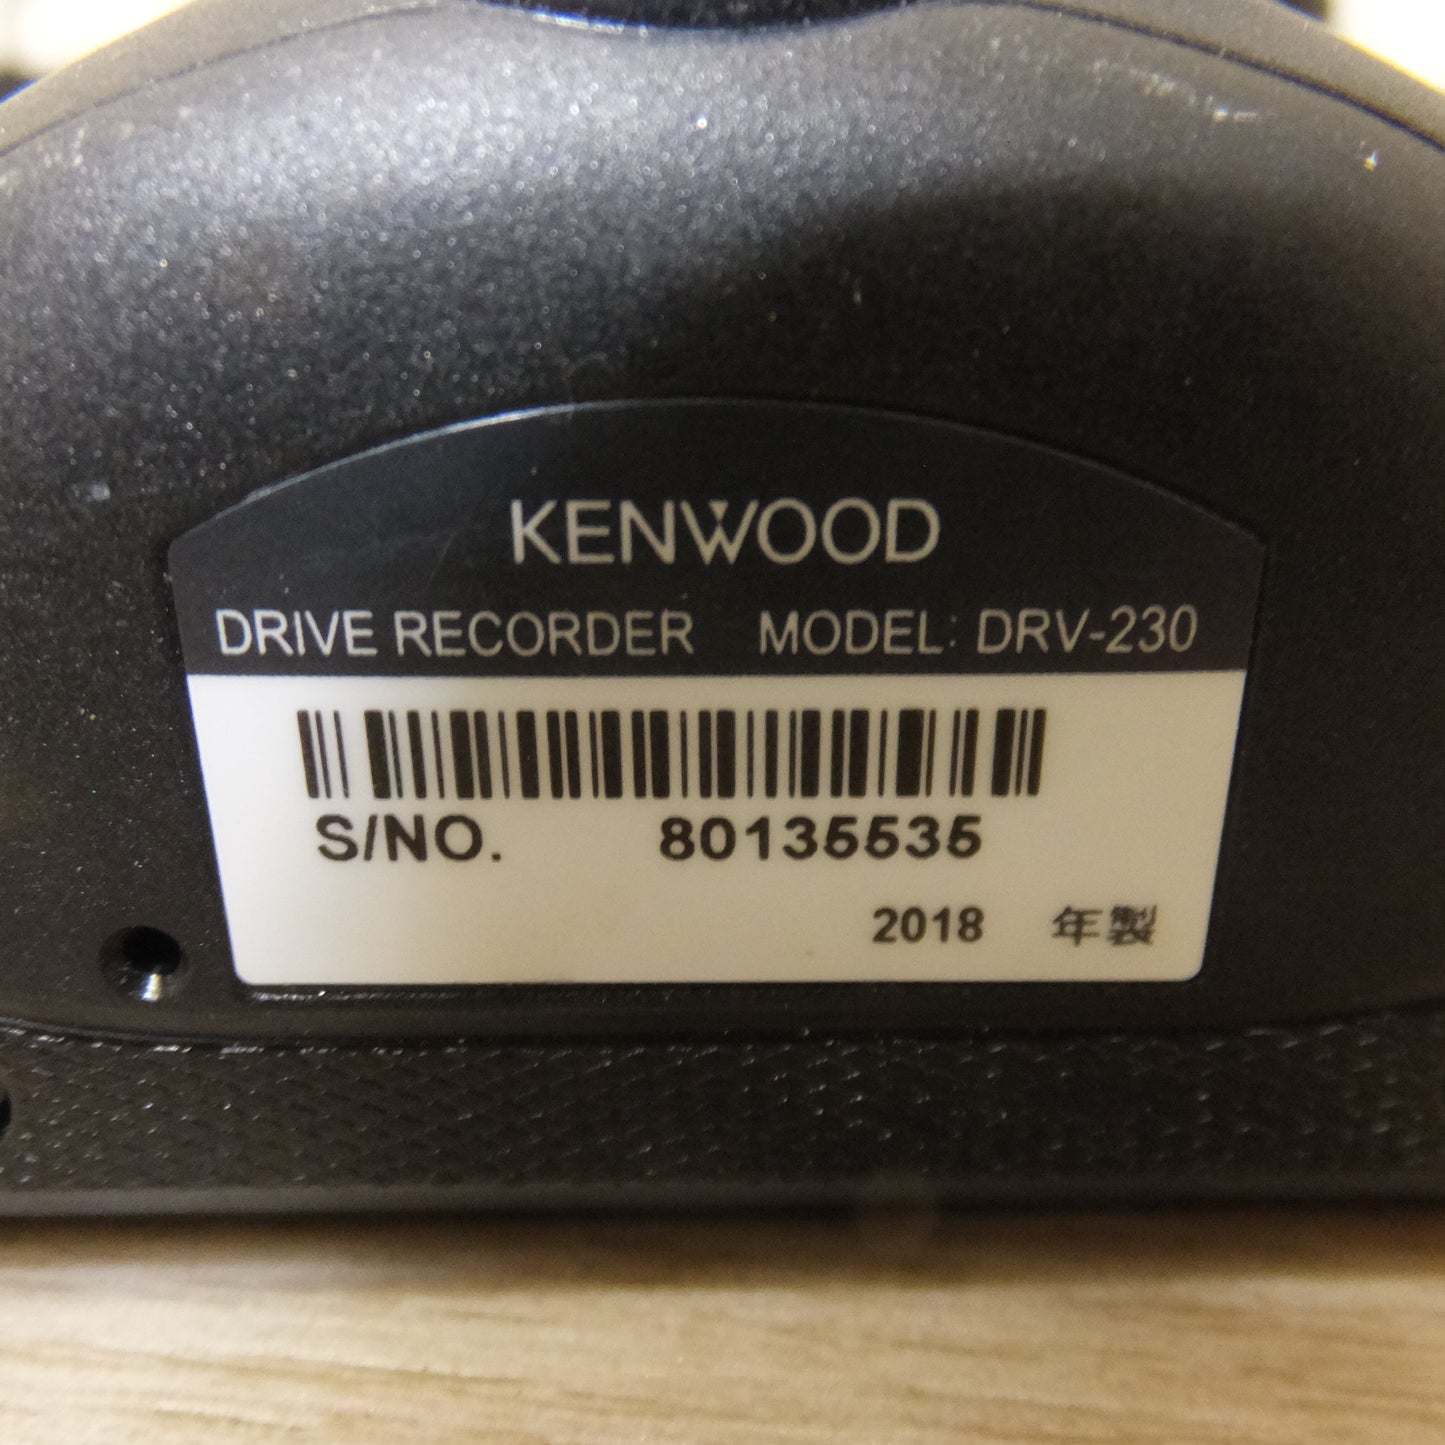 KENWOOD
DRIVE RECORDER MODEL: DRV-230
S/NO. 80135535
2018 年製